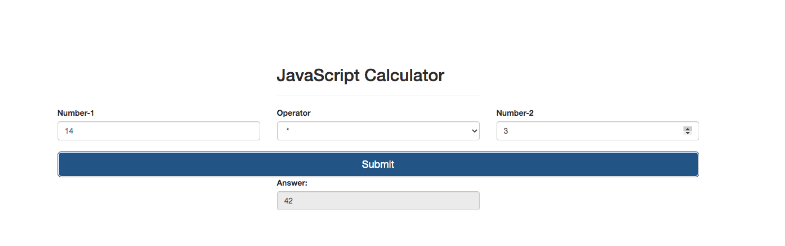 JavaScript Calculator
Number-1 Operator Number-2
14 * 3
Submit
Answer:
42